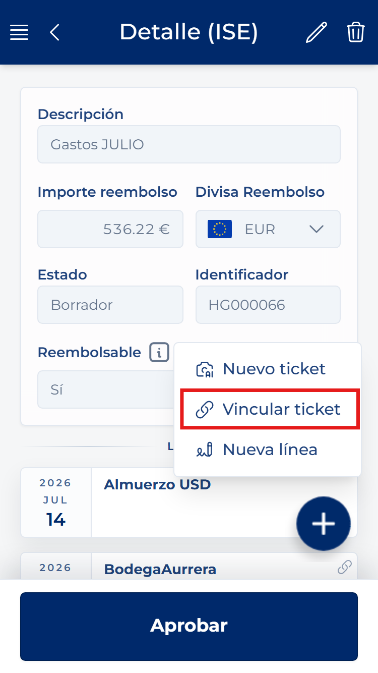 Detalle (ISE)
Descripción
Gastos JULIO
Importe reembolso Divisa Reembolso
536.22 € EUR
Estado Identificador
Borrador HG000066
Reembolsable i
Sí
Nuevo ticket
Vincular ticket
Nueva línea
L
2026
JUL
14
Almuerzo USD
2026
BodegaAurrera
Aprobar